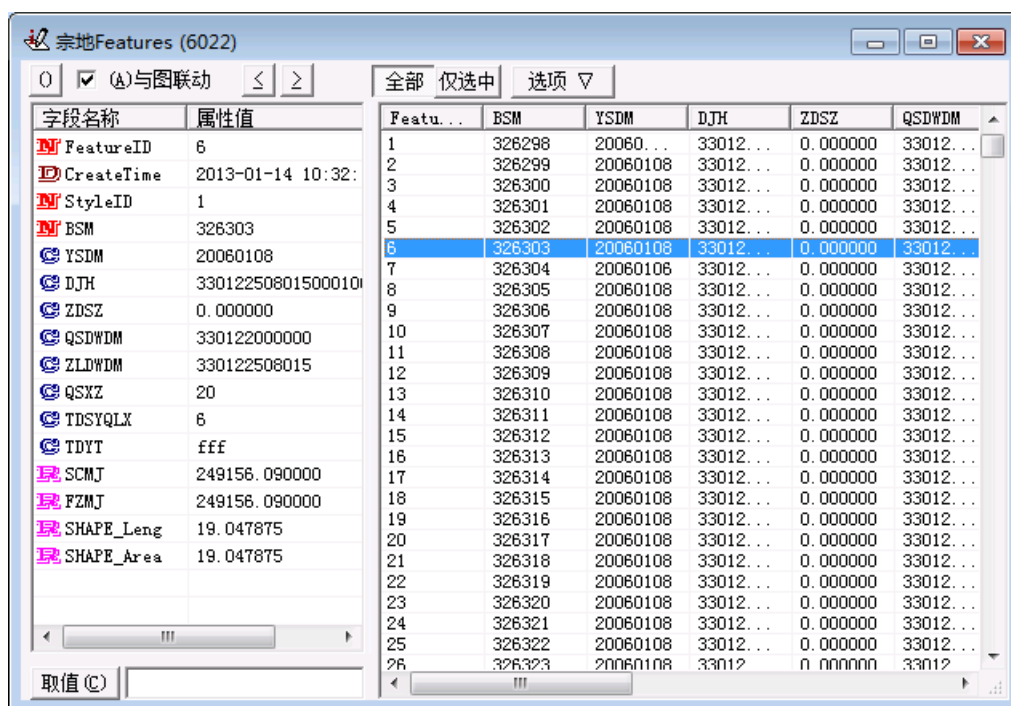 宗地Features (6022)
() (A)与图联动 ≤ ≥ 全部 仅选中 选项 ▽
字段名称 属性值
FeatureID 6
CreateTime 2013-01-14 10:32:
StyleID 1
BSM 326303
YSDM 20060108
DJH 3301225080150001000
ZDSZ 0.000000
QSDWDM 330122000000
ZLDWDM 330122508015
QSXZ 20
TDSYQLX 6
TDYT fff
SCMJ 249156.090000
FZMJ 249156.090000
SHAPE_Leng 19.047875
SHAPE_Area 19.047875
取值(C)
Featu... BSM YSDM DJH ZDSZ QSDWDM
1 326298 20060... 33012... 0.000000 33012...
2 326299 20060108 33012... 0.000000 33012...
3 326300 20060108 33012... 0.000000 33012...
4 326301 20060108 33012... 0.000000 33012...
5 326302 20060108 33012... 0.000000 33012...
6 326303 20060108 33012... 0.000000 33012...
7 326304 20060106 33012... 0.000000 33012...
8 326305 20060108 33012... 0.000000 33012...
9 326306 20060108 33012... 0.000000 33012...
10 326307 20060108 33012... 0.000000 33012...
11 326308 20060108 33012... 0.000000 33012...
12 326309 20060108 33012... 0.000000 33012...
13 326310 20060108 33012... 0.000000 33012...
14 326311 20060108 33012... 0.000000 33012...
15 326312 20060108 33012... 0.000000 33012...
16 326313 20060108 33012... 0.000000 33012...
17 326314 20060108 33012... 0.000000 33012...
18 326315 20060108 33012... 0.000000 33012...
19 326316 20060108 33012... 0.000000 33012...
20 326317 20060108 33012... 0.000000 33012...
21 326318 20060108 33012... 0.000000 33012...
22 326319 20060108 33012... 0.000000 33012...
23 326320 20060108 33012... 0.000000 33012...
24 326321 20060108 33012... 0.000000 33012...
25 326322 20060108 33012... 0.000000 33012...
26 326323 20060108 33012 0.000000 33012